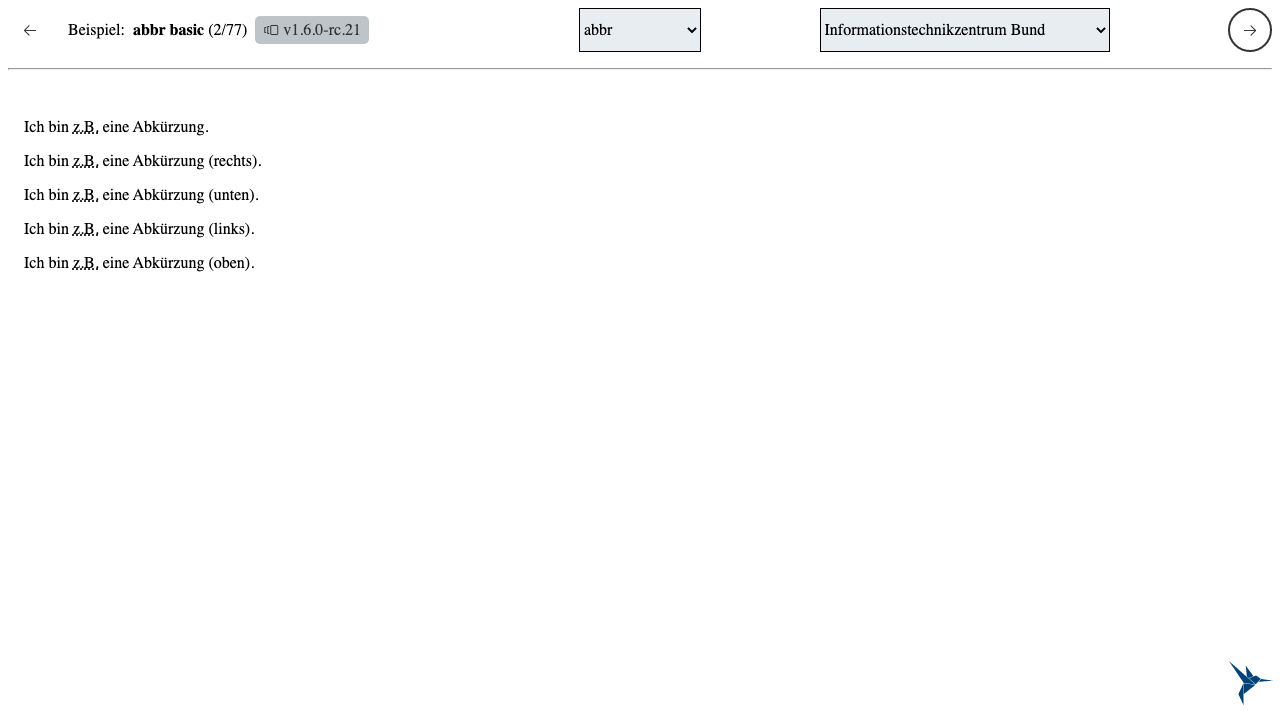 Beispiel: abbr basic (2/77) v1.6.0-rc.21 abbr Informationstechnikzentrum Bund
Ich bin z.B. eine Abkürzung.
Ich bin z.B. eine Abkürzung (rechts).
Ich bin z.B. eine Abkürzung (unten).
Ich bin z.B. eine Abkürzung (links).
Ich bin z.B. eine Abkürzung (oben).